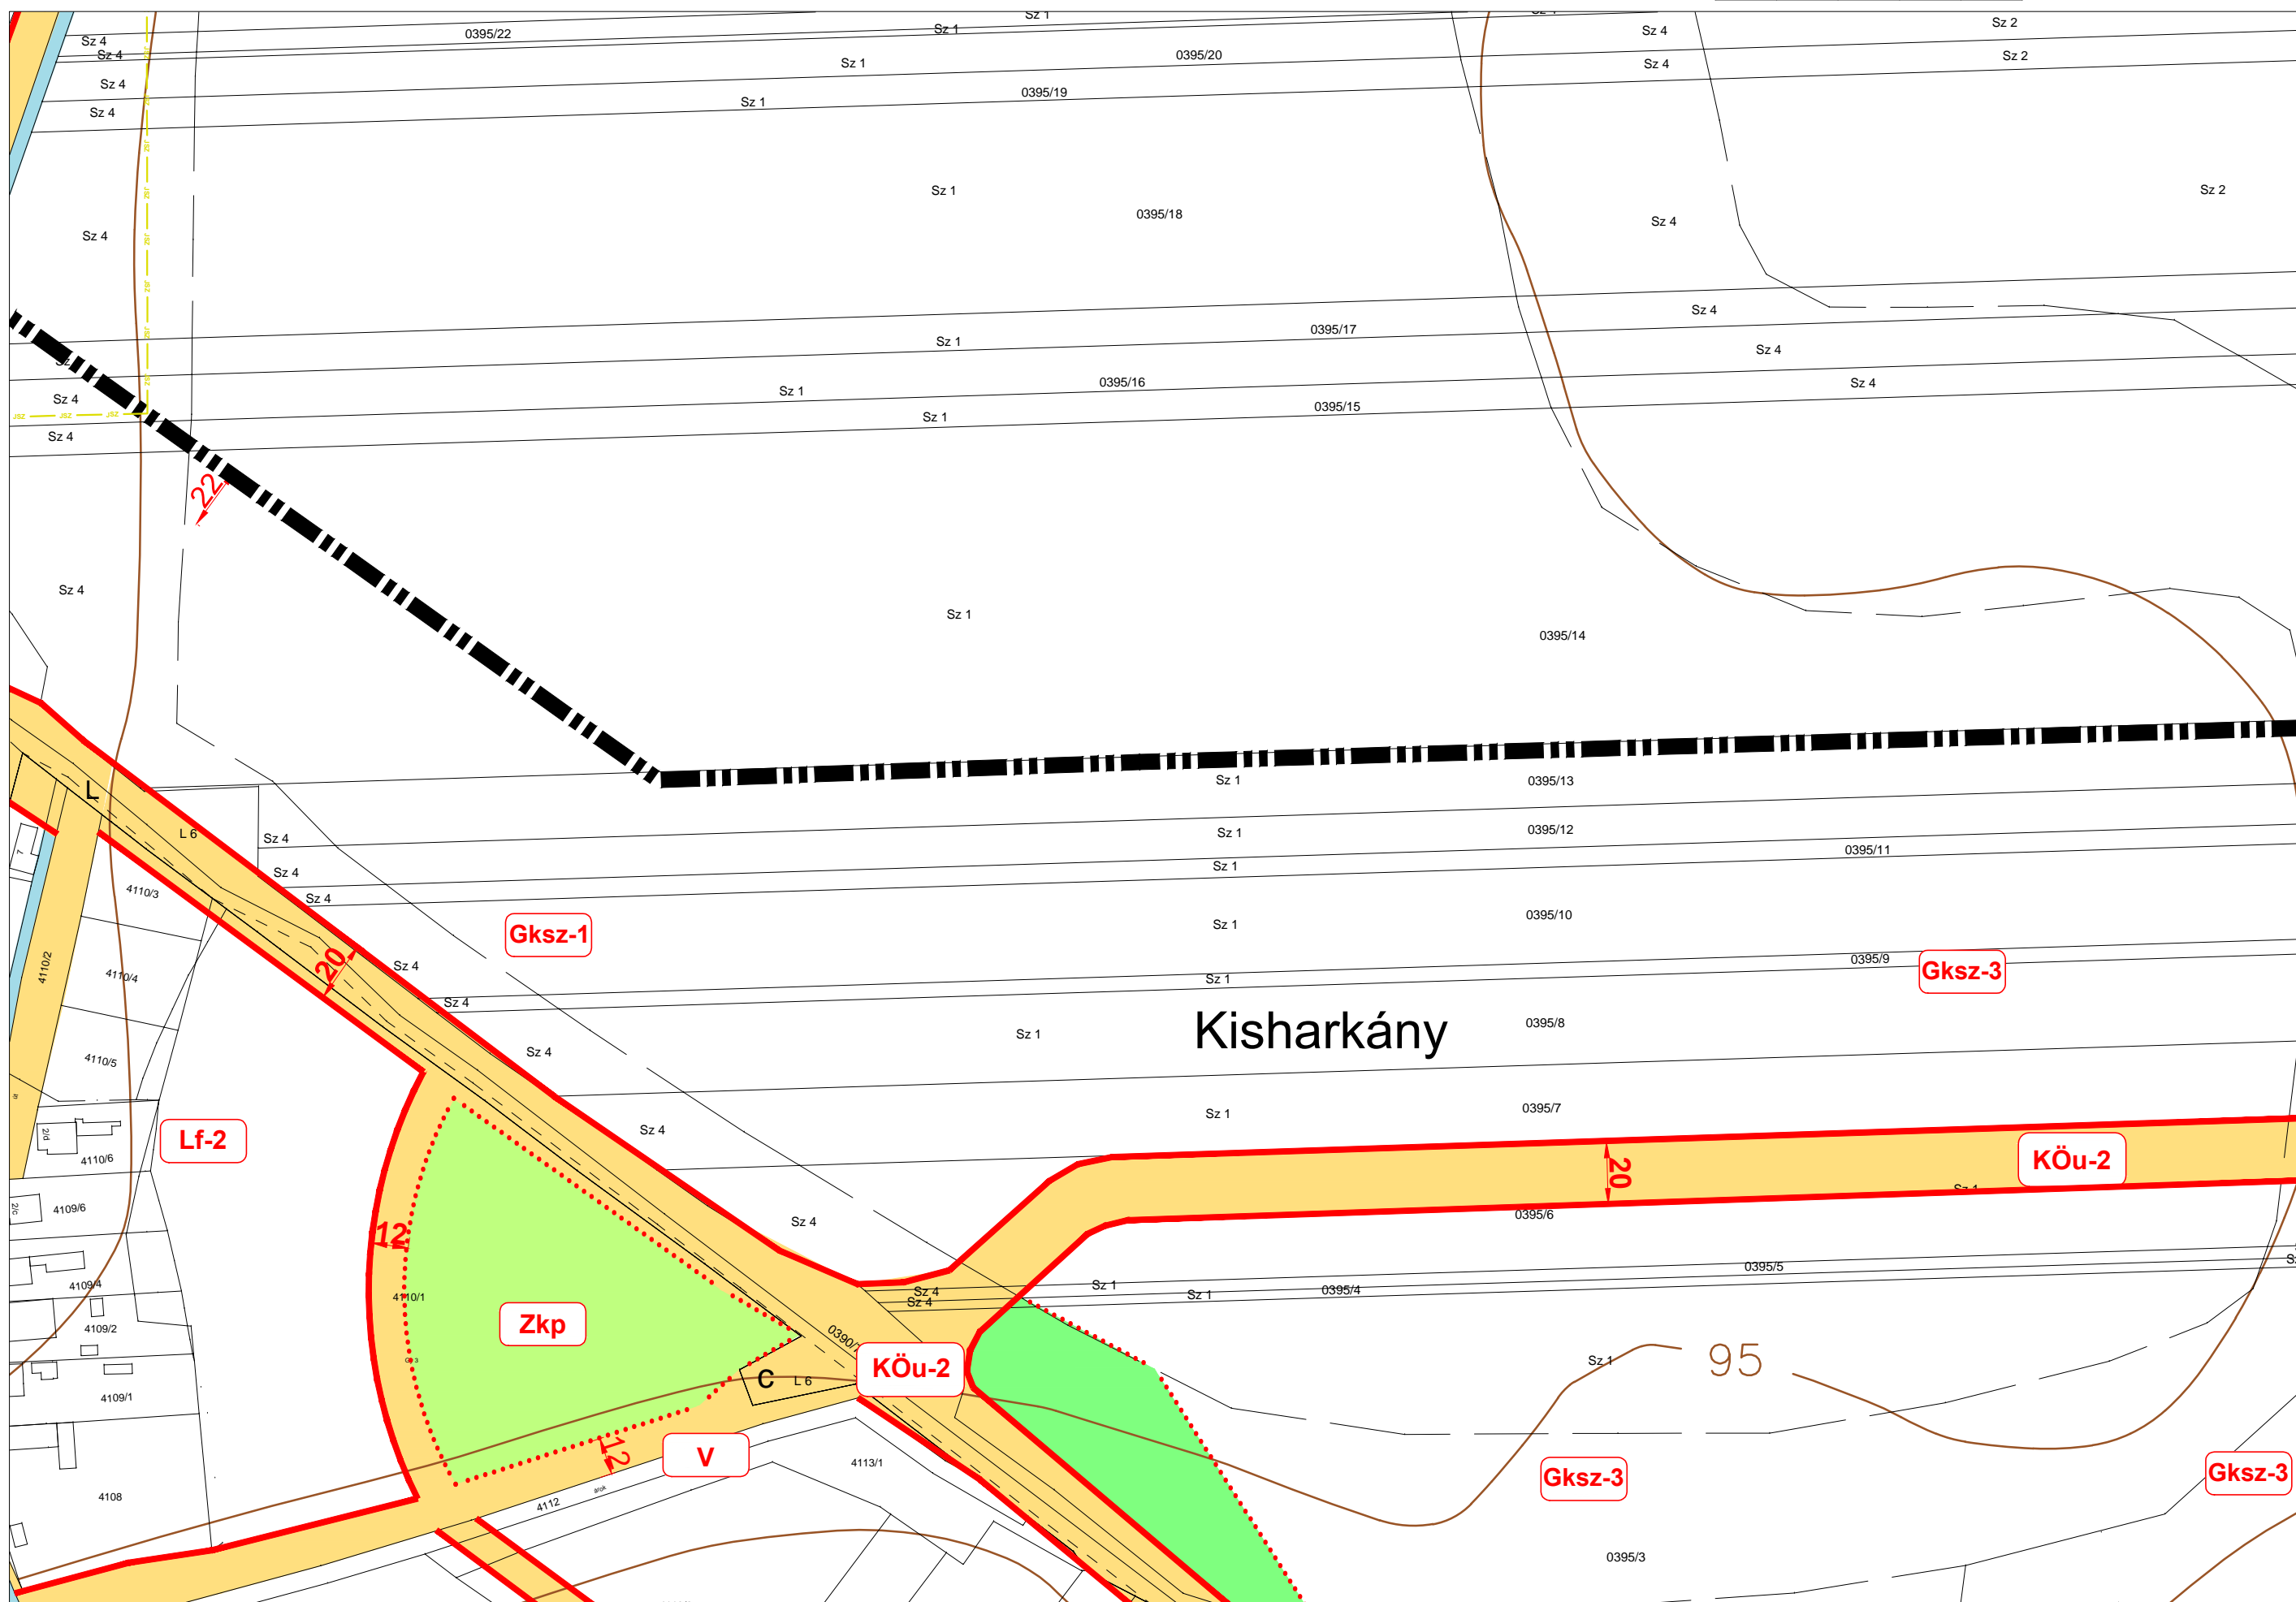 Sz 1
Sz 2
Sz 4
0395/22
Sz 1
Sz 4
Sz 4
0395/20
Sz 2
Sz 1
Sz 4
Sz 4
0395/19
Sz 1
Sz 4
Sz 1
Sz 2
0395/18
Sz 4
Sz 4
Sz 4
0395/17
Sz 1
Sz 4
0395/16
Sz 4
Sz 1
Sz 4
0395/15
JSZ
JSZ
JSZ
Sz 1
Sz 4
22
Sz 4
Sz 1
0395/14
Sz 1
0395/13
L
L 6
Sz 4
Sz 1
0395/12
0395/11
7
Sz 4
Sz 1
4110/3
Sz 4
0395/10
Sz 1
Gksz-1
4110/2
20
Sz 4
0395/9
Gksz-3
4110/4
Sz 1
Sz 4
Kisharkány
0395/8
Sz 1
4110/5
Sz 4
0395/7
Sz 1
2/d
Lf-2
Sz 4
4110/6
20
KÖu-2
Sz 1
2/c
4109/6
Sz 4
0395/6
12
4109/4
0395/5
Sz 1
Sz 4
0395/4
Sz 1
4110/1
Sz 4
4109/2
Zkp
95
Sz 1
KÖu-2
C
L 6
4109/1
12
V
4113/1
Gksz-3
Gksz-3
4108
4112
árok
0395/3